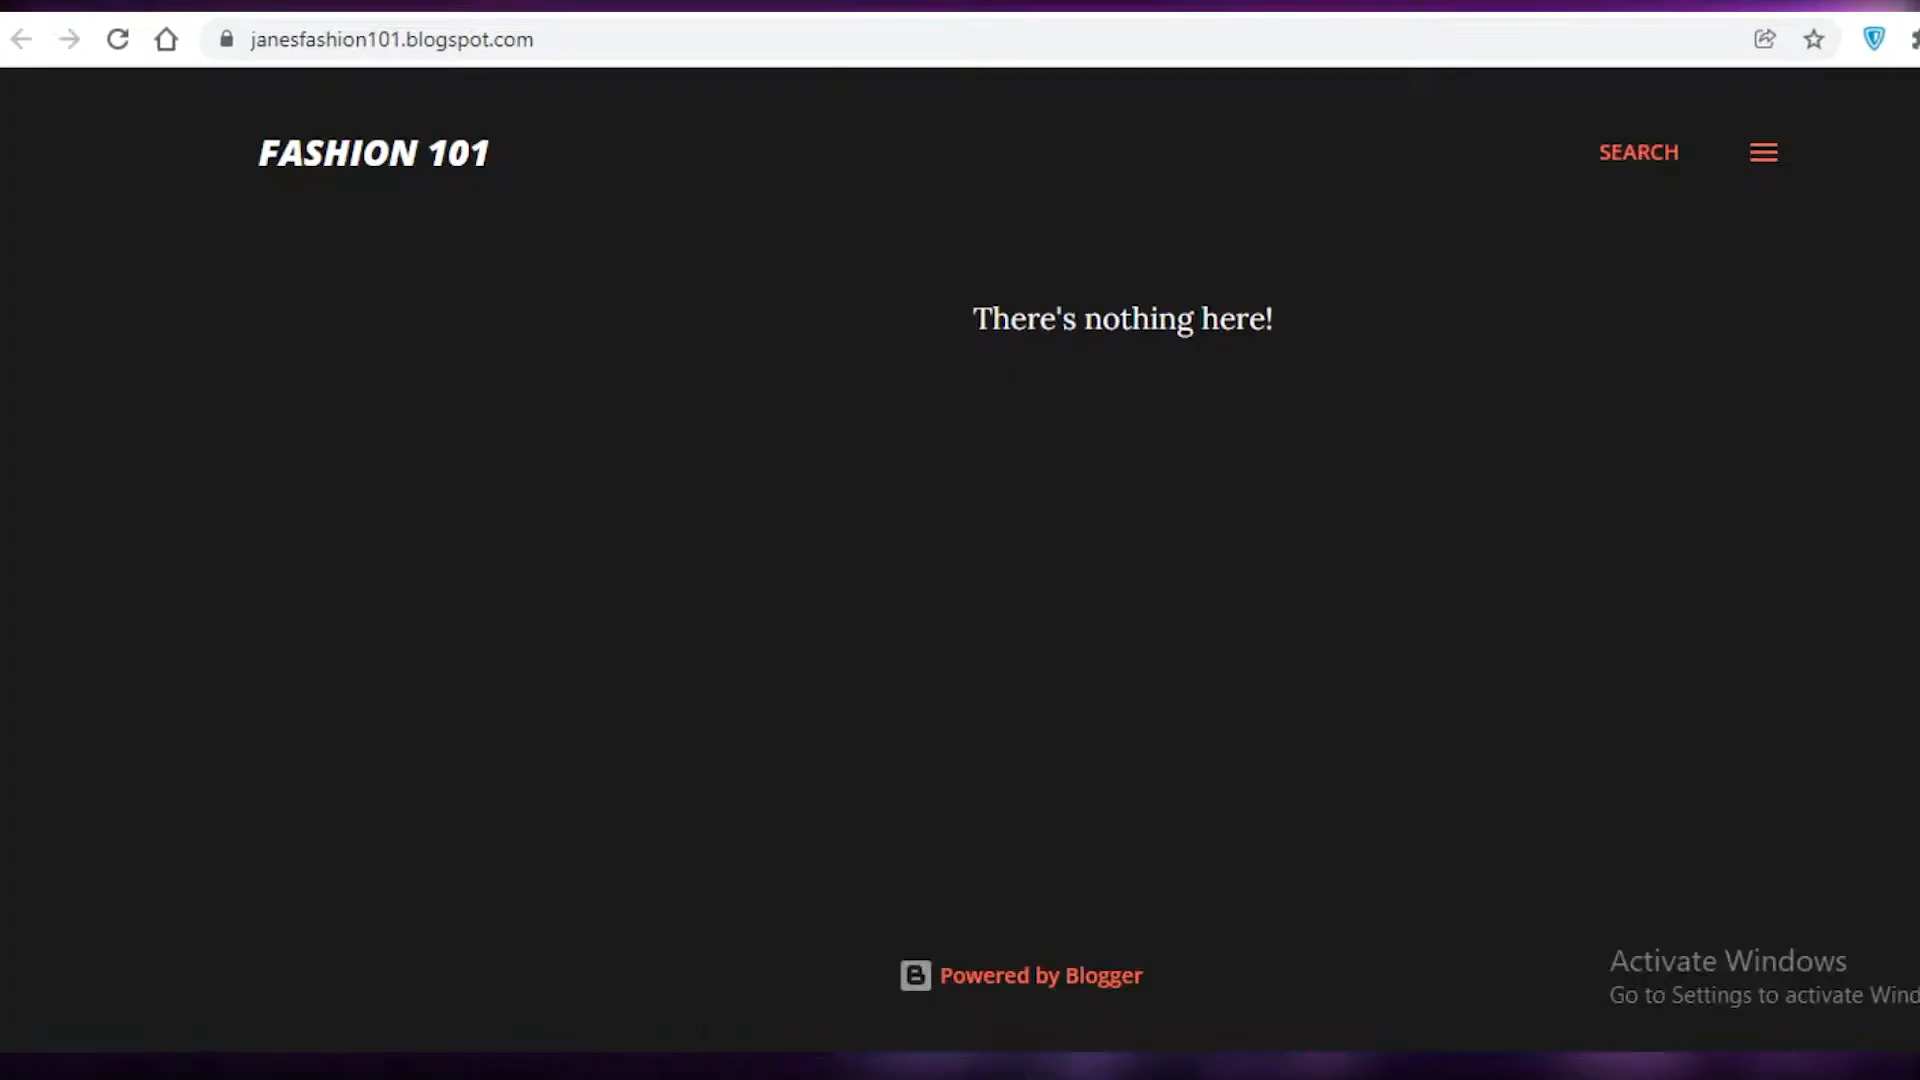 janesfashion101.blogspot.com
FASHION 101
SEARCH
There's nothing here!
Powered by Blogger
Activate Windows
Go to Settings to activate Wind